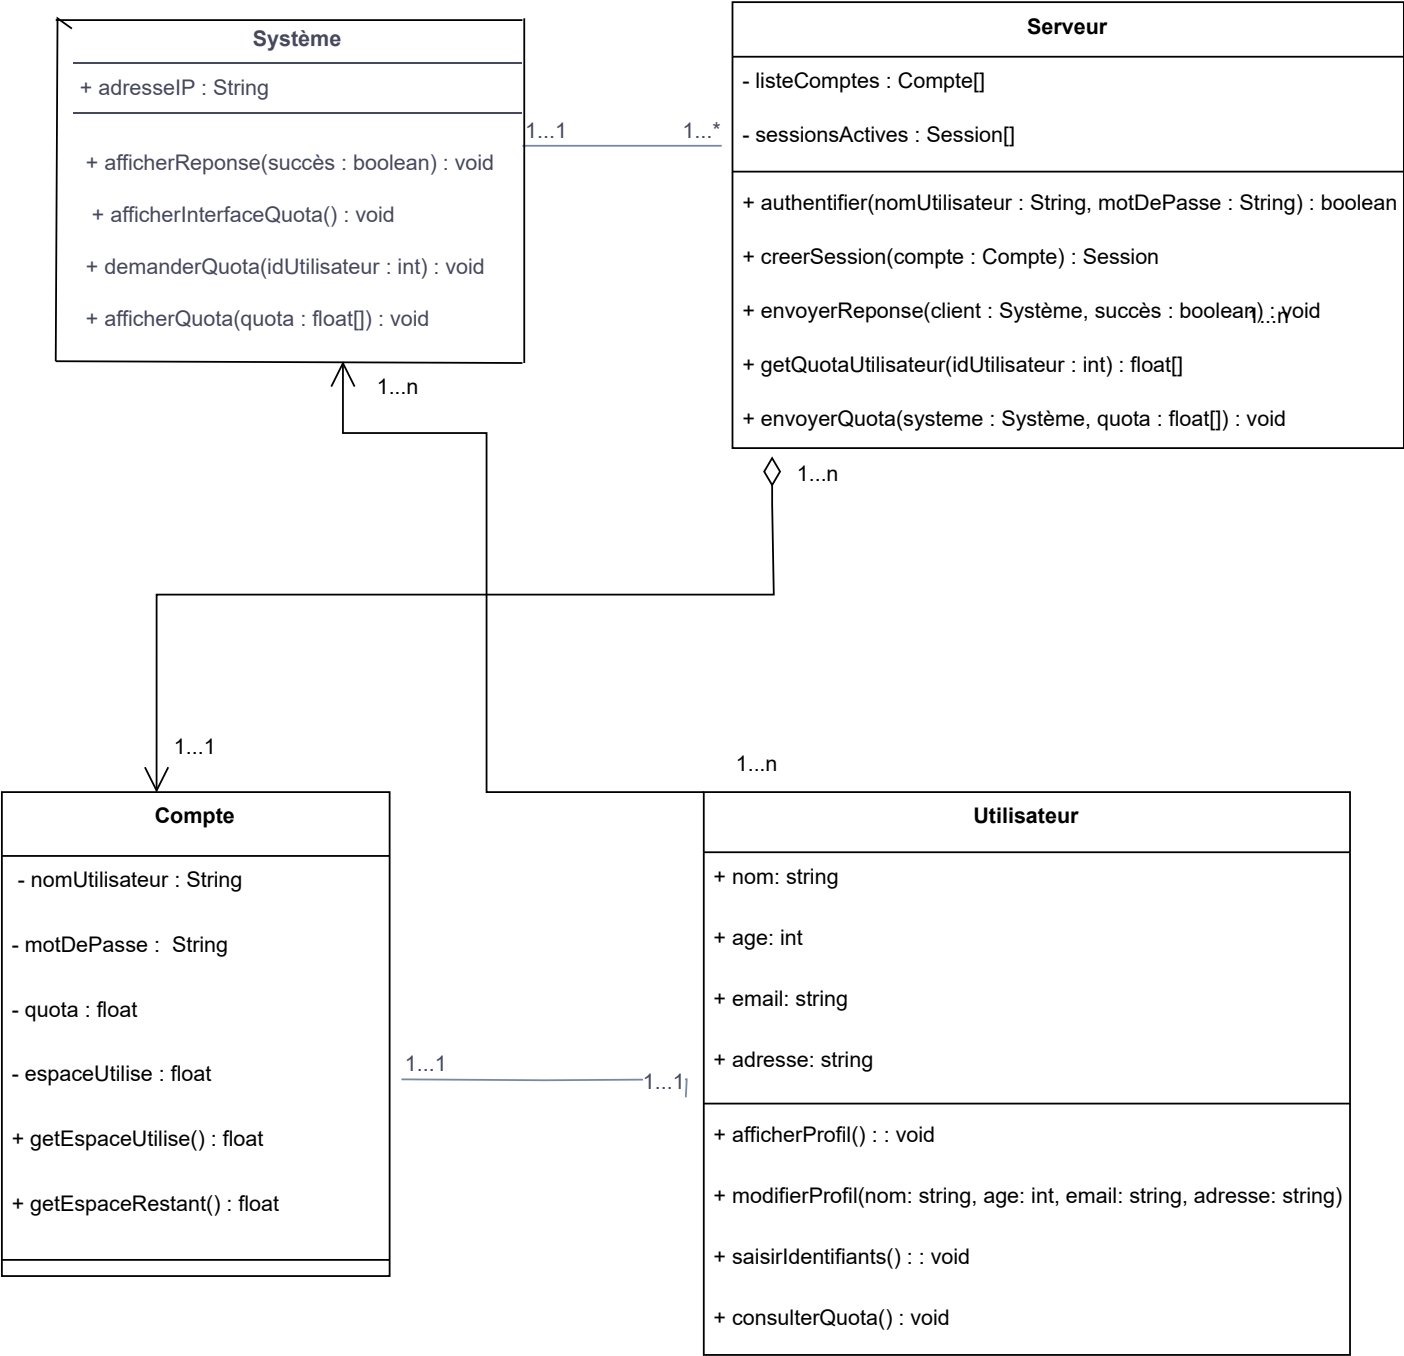 Système
+ adresseIP : String
+ afficherReponse(succès : boolean) : void
+ afficherInterfaceQuota() : void
+ demanderQuota(idUtilisateur : int) : void
+ afficherQuota(quota : float[]) : void
1...1
1...*
Serveur
- listeComptes : Compte[]
- sessionsActives : Session[]
+ authentifier(nomUtilisateur : String, motDePasse : String) : boolean
+ creerSession(compte : Compte) : Session
+ envoyerReponse(client : Système, succès : boolean) : void
1...n
+ getQuotaUtilisateur(idUtilisateur : int) : float[]
+ envoyerQuota(systeme : Système, quota : float[]) : void
1...n
1...n
1...1
1...n
Compte
- nomUtilisateur : String
- motDePasse :  String
- quota : float
- espaceUtilise : float
+ getEspaceUtilise() : float
+ getEspaceRestant() : float
1...1
1...1
Utilisateur
+ nom: string
+ age: int
+ email: string
+ adresse: string
+ afficherProfil() : : void
+ modifierProfil(nom: string, age: int, email: string, adresse: string)
+ saisirIdentifiants() : : void
+ consulterQuota() : void